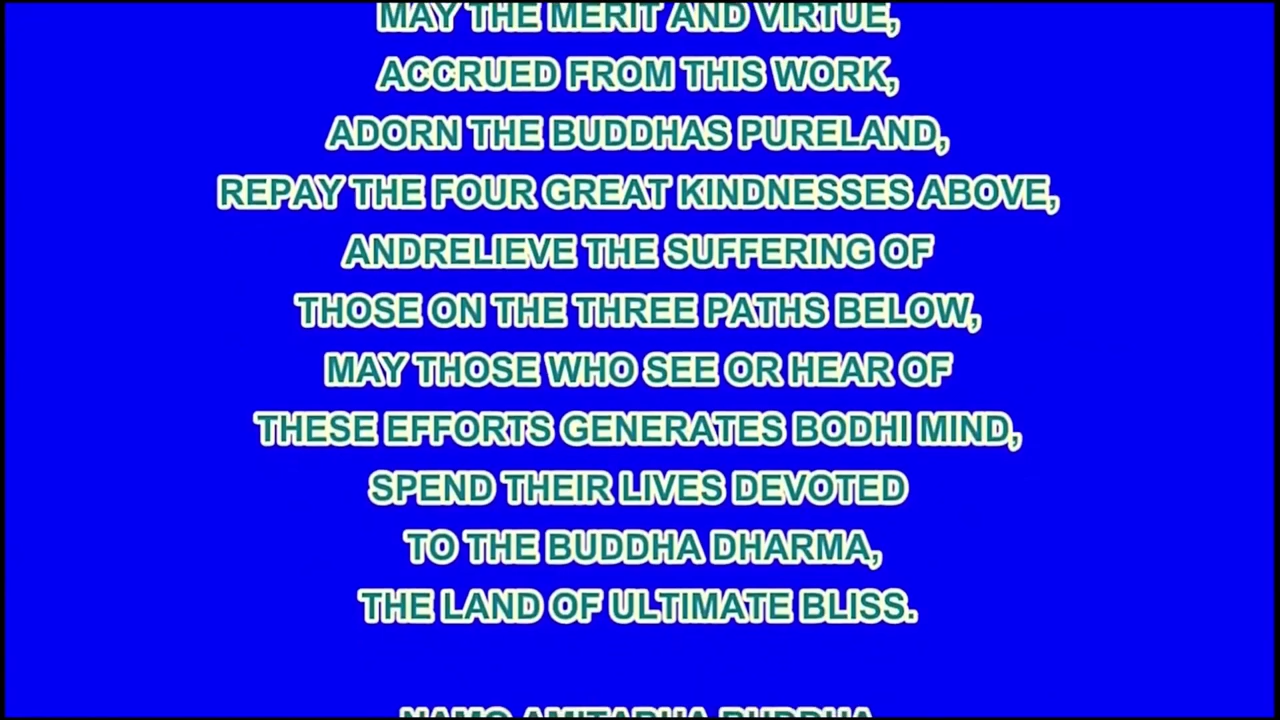 MAY THE MERIT AND VIRTUE,
ACCRUED FROM THIS WORK,
ADORN THE BUDDHAS PURELAND,
REPAY THE FOUR GREAT KINDNESSES ABOVE,
ANDRELIEVE THE SUFFERING OF
THOSE ON THE THREE PATHS BELOW,
MAY THOSE WHO SEE OR HEAR OF
THESE EFFORTS GENERATES BODHI MIND,
SPEND THEIR LIVES DEVOTED
TO THE BUDDHA DHARMA,
THE LAND OF ULTIMATE BLISS.
NAMO AMITABHA BUDDHA